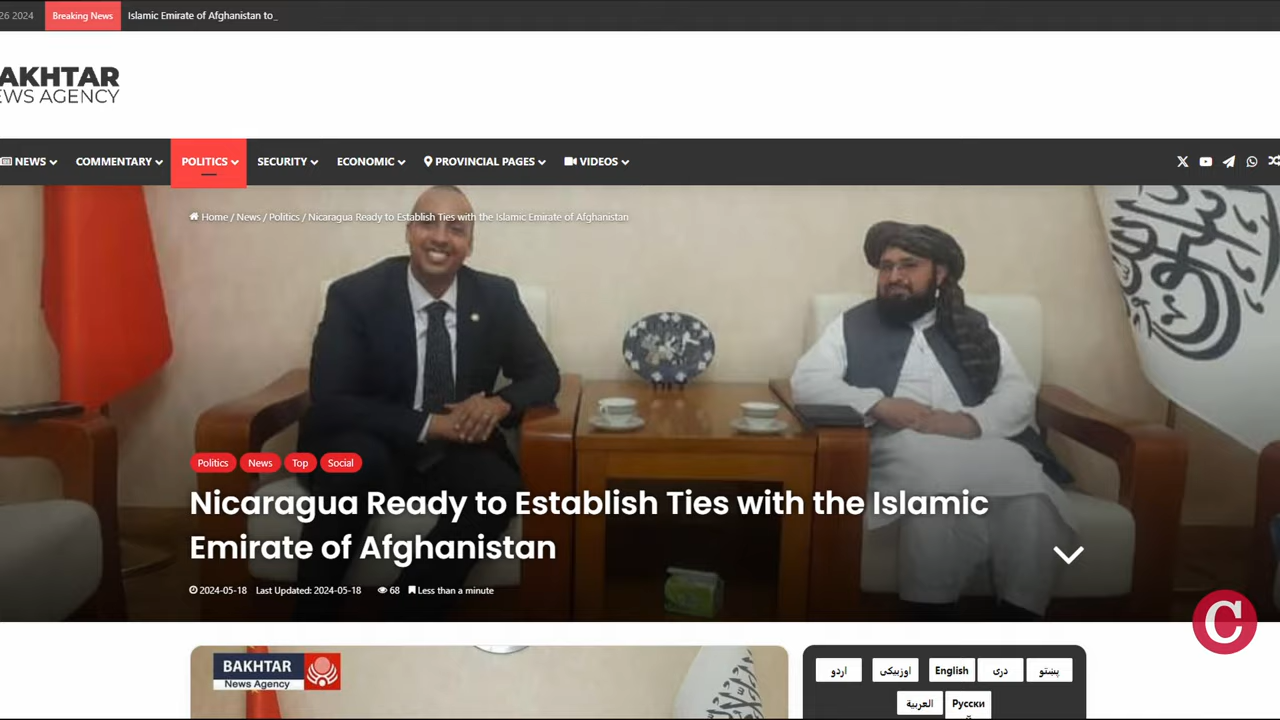 26 2024
Breaking News
Islamic Emirate of Afghanistan to_
AKHTAR
EWS AGENCY
NEWS
COMMENTARY
POLITICS
SECURITY
ECONOMIC
PROVINCIAL PAGES
VIDEOS
Home / News / Politics / Nicaragua Ready to Establish Ties with the Islamic Emirate of Afghanistan
Politics
News
Top
Social
Nicaragua Ready to Establish Ties with the Islamic
Emirate of Afghanistan
2024-05-18 Last Updated: 2024-05-18 68 Less than a minute
C
BAKHTAR
News Agency
اردو
اوزبیکی
English
دری
پښتو
العربية
Русски